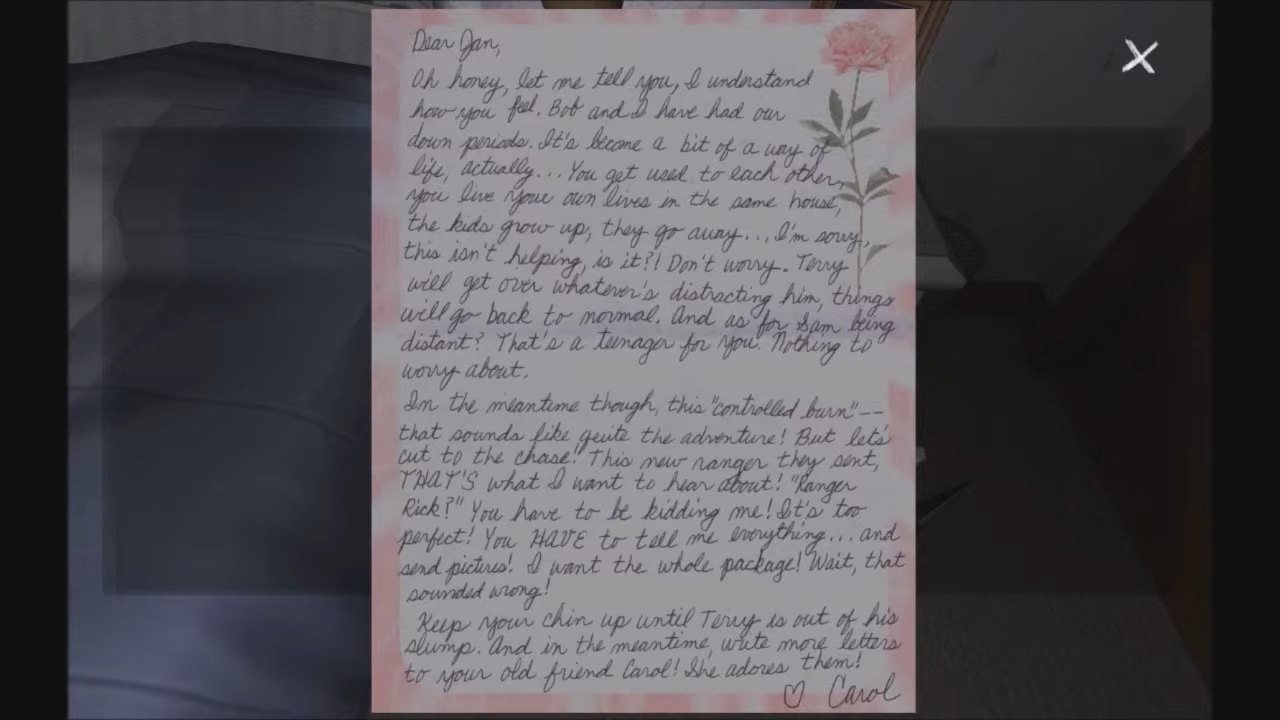 Dear Jan,
Oh honey, let me tell you, I understand
how you feel. Bob and I have had our
down periods. It's become a bit of a way of
life, actually... You get used to each other,
you live your own lives in the same house,
the kids grow up, they go away... I'm sorry,
this isn't helping, is it?! Don't worry. Terry
will get over whatever's distracting him, things
will go back to normal. And as for Sam being
distant? That's a teenager for you. Nothing to
worry about.
In the meantime though, this "controlled burn"--
that sounds like quite the adventure! But let's
cut to the chase! This new ranger they sent,
THAT'S what I want to hear about! "Ranger
Rick?" You have to be kidding me! It's too
perfect! You HAVE to tell me everything... and
send pictures! I want the whole package! Wait, that
sounded wrong!
Keep your chin up until Terry is out of his
slump. And in the meantime, write more letters
to your old friend Carol! She adores them!
♡ Carol